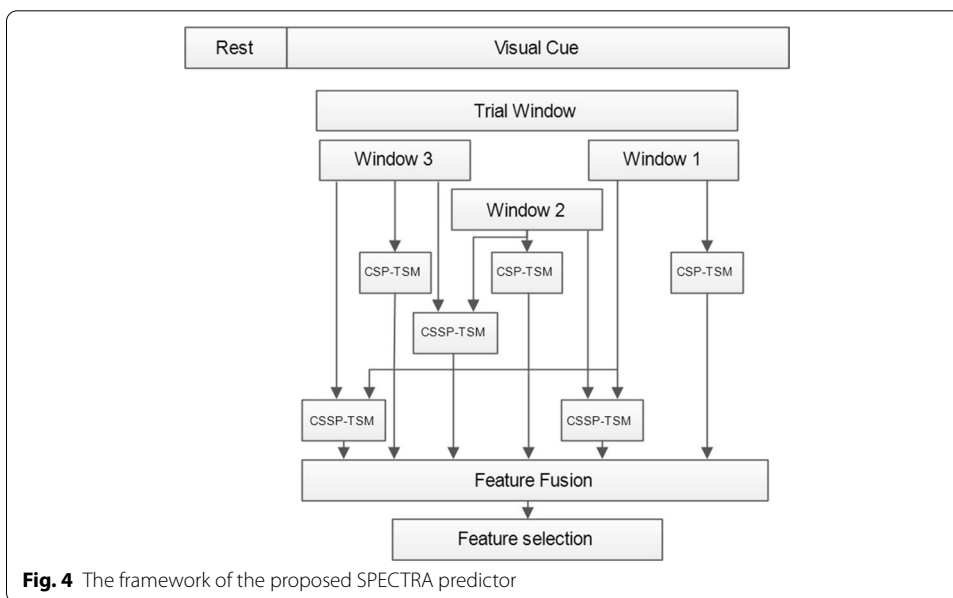 Rest
Visual Cue
Trial Window
Window 3
Window 1
Window 2
CSP-TSM
CSP-TSM
CSP-TSM
CSSP-TSM
CSSP-TSM
CSSP-TSM
Feature Fusion
Feature selection
Fig. 4 The framework of the proposed SPECTRA predictor